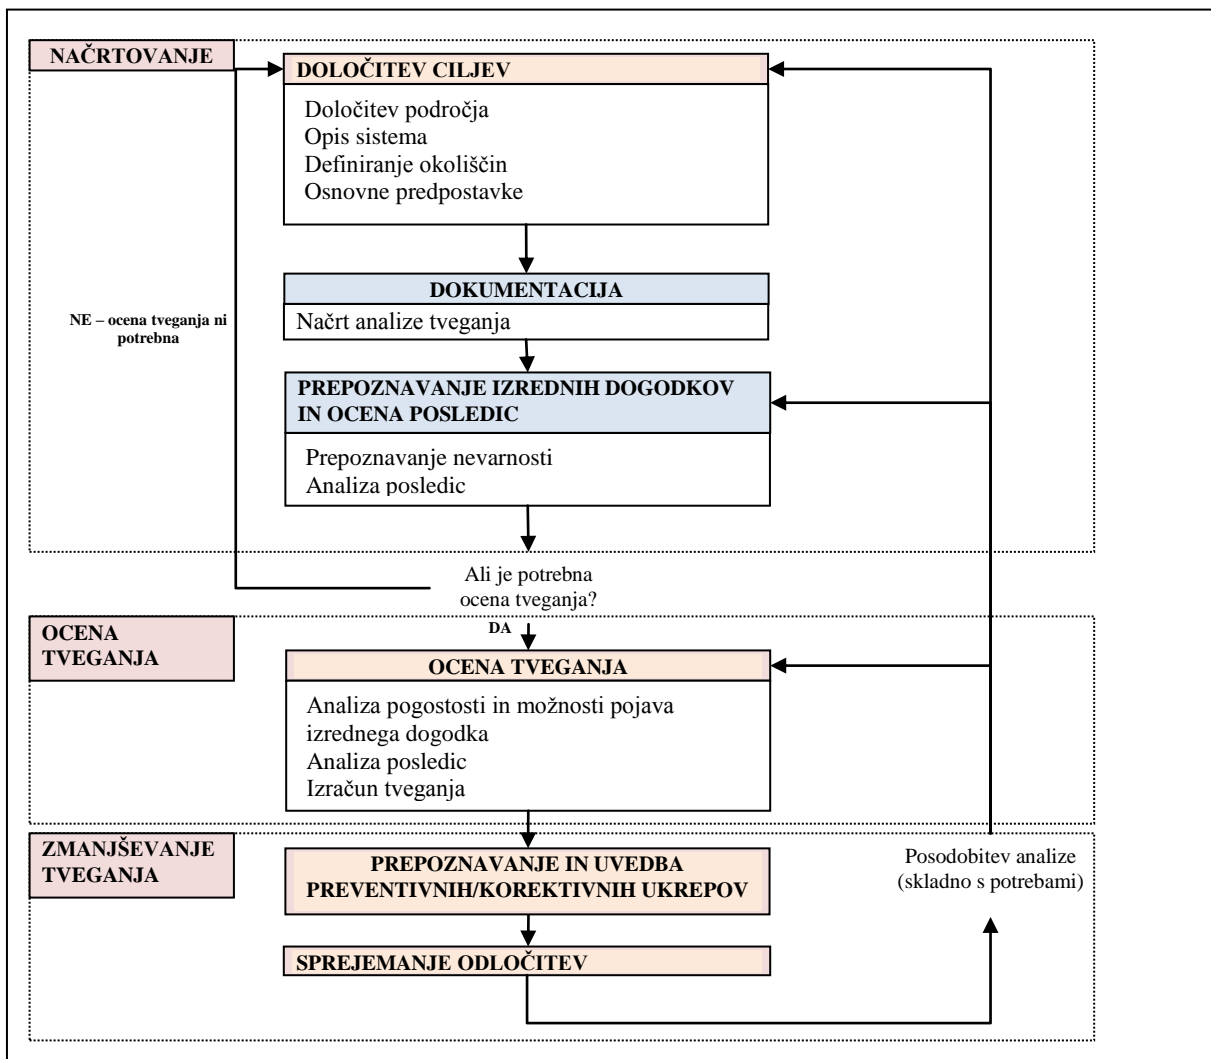 NAČRTOVANJE
DOLOČITEV CILJEV
Določitev področja
Opis sistema
Definiranje okoliščin
Osnovne predpostavke
DOKUMENTACIJA
Načrt analize tveganja
NE – ocena tveganja ni
potrebna
PREPOZNAVANJE IZREDNIH DOGODKOV
IN OCENA POSLEDIC
Prepoznavanje nevarnosti
Analiza posledic
Ali je potrebna
ocena tveganja?
DA
OCENA
TVEGANJA
OCENA TVEGANJA
Analiza pogostosti in možnosti pojava
izrednega dogodka
Analiza posledic
Izračun tveganja
ZMANJŠEVANJE
TVEGANJA
PREPOZNAVANJE IN UVEDBA
PREVENTIVNIH/KOREKTIVNIH UKREPOV
Posodobitev analize
(skladno s potrebami)
SPREJEMANJE ODLOČITEV